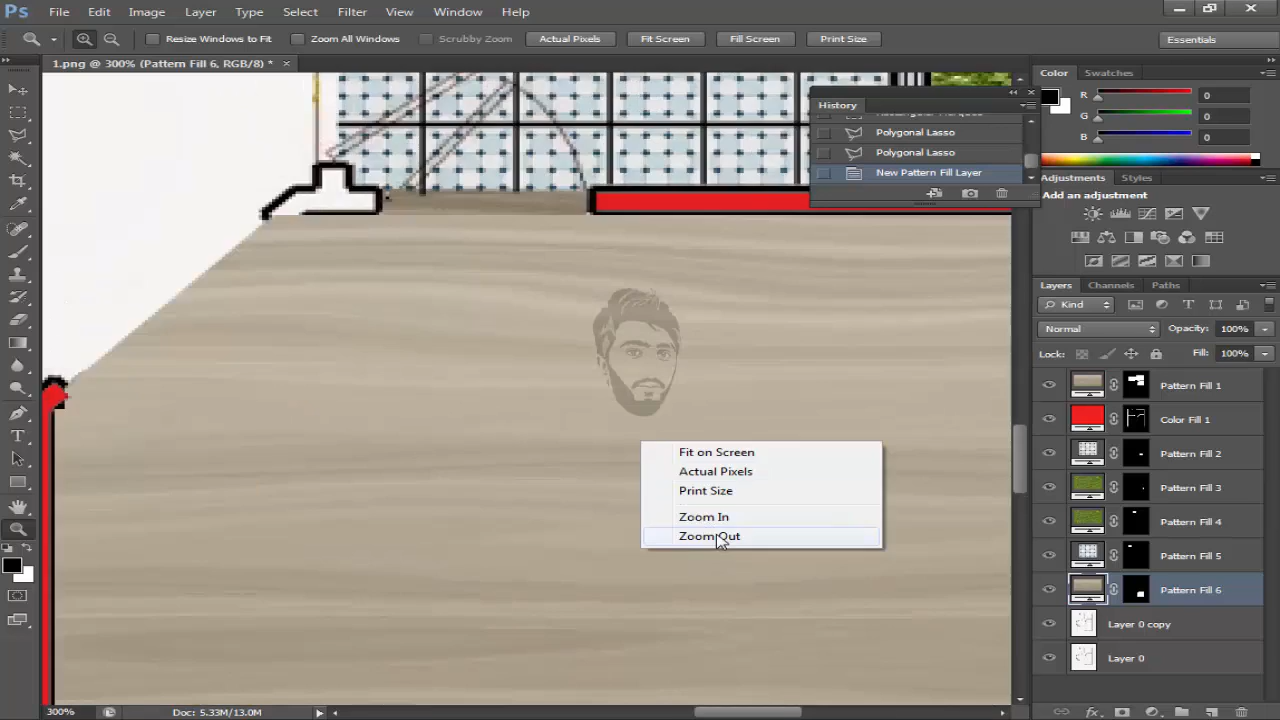 Ps File Edit Image Layer Type Select Filter View Window Help
Resize Windows to Fit Zoom All Windows Scrubby Zoom Actual Pixels Fit Screen Fill Screen Print Size Essentials
1.png @ 300% (Pattern Fill 6, RGB/8) * ×
Color Swatches
R 0
G 0
B 0
History
Polygonal Lasso
Polygonal Lasso
New Pattern Fill Layer
Adjustments Styles
Add an adjustment
Layers Channels Paths
Kind
Normal Opacity: 100%
Lock: Fill: 100%
Pattern Fill 1
Color Fill 1
Pattern Fill 2
Pattern Fill 3
Pattern Fill 4
Pattern Fill 5
Pattern Fill 6
Layer 0 copy
Layer 0
Fit on Screen
Actual Pixels
Print Size
Zoom In
Zoom Out
300% Doc: 5.33M/13.0M